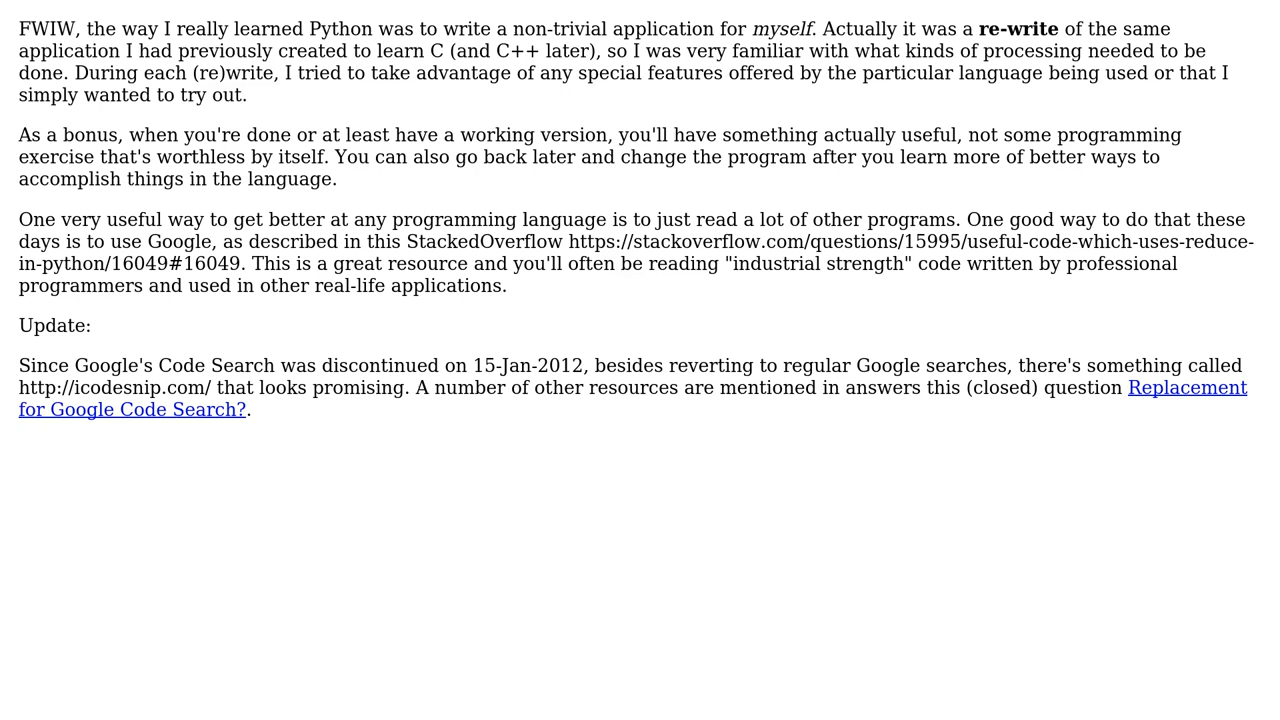 FWIW, the way I really learned Python was to write a non-trivial application for myself. Actually it was a re-write of the same
application I had previously created to learn C (and C++ later), so I was very familiar with what kinds of processing needed to be
done. During each (re)write, I tried to take advantage of any special features offered by the particular language being used or that I
simply wanted to try out.
As a bonus, when you're done or at least have a working version, you'll have something actually useful, not some programming
exercise that's worthless by itself. You can also go back later and change the program after you learn more of better ways to
accomplish things in the language.
One very useful way to get better at any programming language is to just read a lot of other programs. One good way to do that these
days is to use Google, as described in this StackedOverflow https://stackoverflow.com/questions/15995/useful-code-which-uses-reduce-
in-python/16049#16049. This is a great resource and you'll often be reading "industrial strength" code written by professional
programmers and used in other real-life applications.
Update:
Since Google's Code Search was discontinued on 15-Jan-2012, besides reverting to regular Google searches, there's something called
http://icodesnip.com/ that looks promising. A number of other resources are mentioned in answers this (closed) question Replacement
for Google Code Search?.